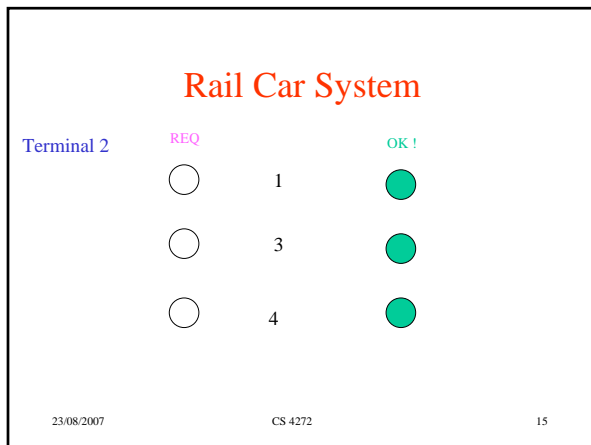 Rail Car System
Terminal 2
REQ
OK !
1
3
4
23/08/2007 CS 4272 15